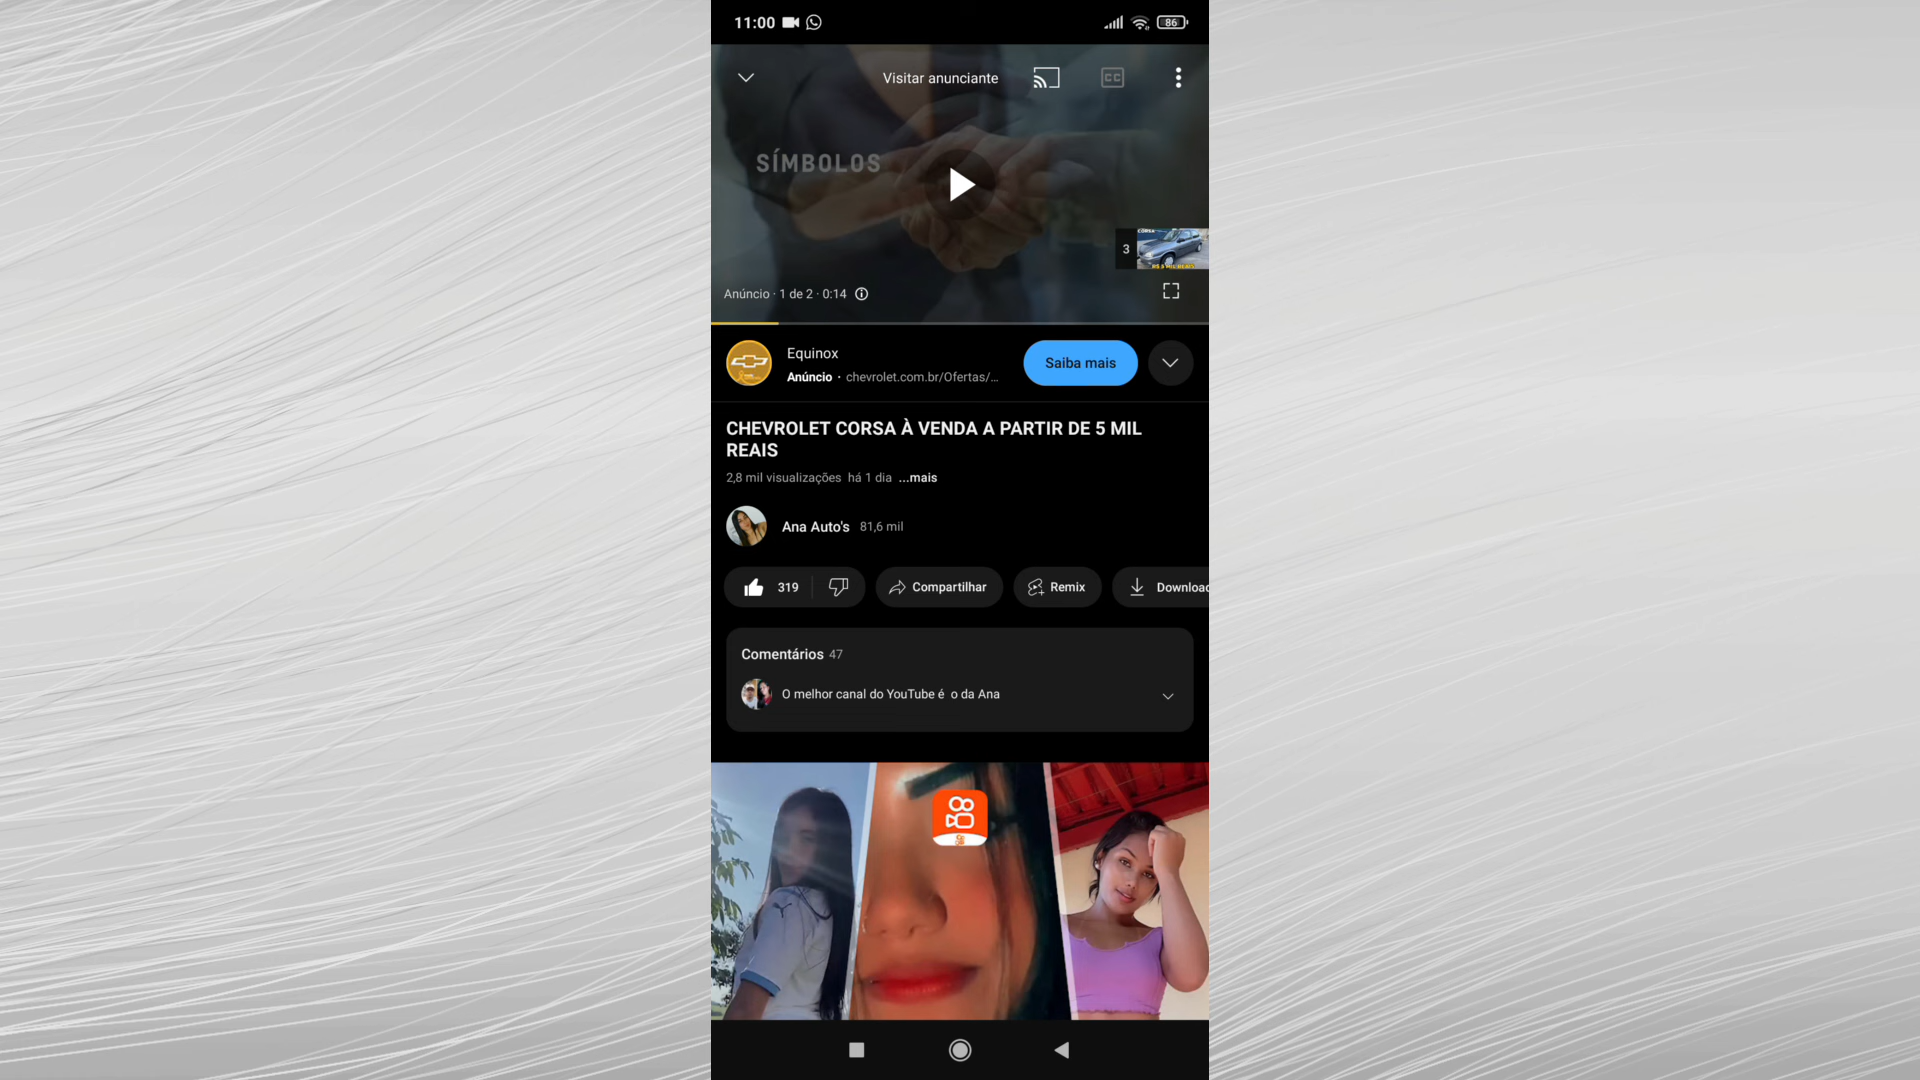 11:00
86
Visitar anunciante
CC
SÍMBOLOS
3
CORSA
Anúncio · 1 de 2 · 0:14
Equinox
Anúncio · chevrolet.com.br/Ofertas/...
Saiba mais
CHEVROLET CORSA À VENDA A PARTIR DE 5 MIL
REAIS
2,8 mil visualizações há 1 dia ...mais
Ana Auto's 81,6 mil
319
Compartilhar
Remix
Download
Comentários 47
O melhor canal do YouTube é o da Ana